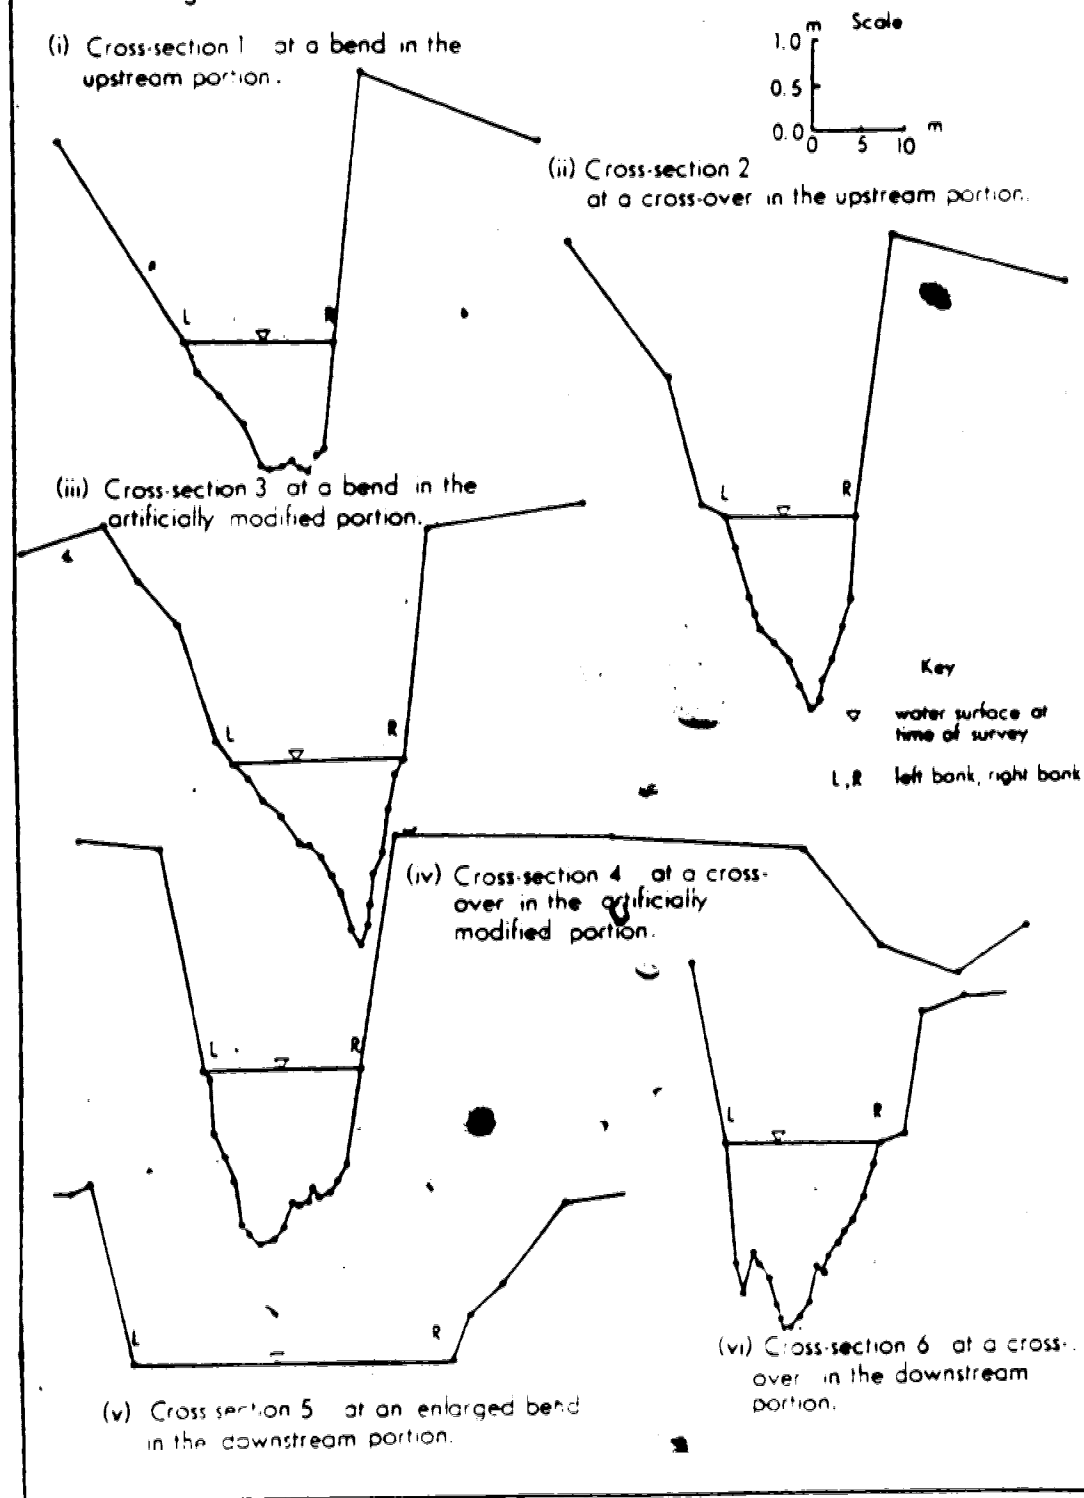 (i) Cross-section 1 at a bend in the
upstream portion.
m Scale
1.0
0.5
0.0
0 5 10 m
(ii) Cross-section 2
at a cross-over in the upstream portion.
L R
L R
(iii) Cross-section 3 at a bend in the
artificially modified portion.
Key
water surface at
time of survey
L,R left bank, right bank
L R
(iv) Cross-section 4 at a cross-
over in the artificially
modified portion.
L R
L R
L R
(v) Cross section 5 at an enlarged bend
in the downstream portion.
(vi) Cross-section 6 at a cross-
over in the downstream
portion.